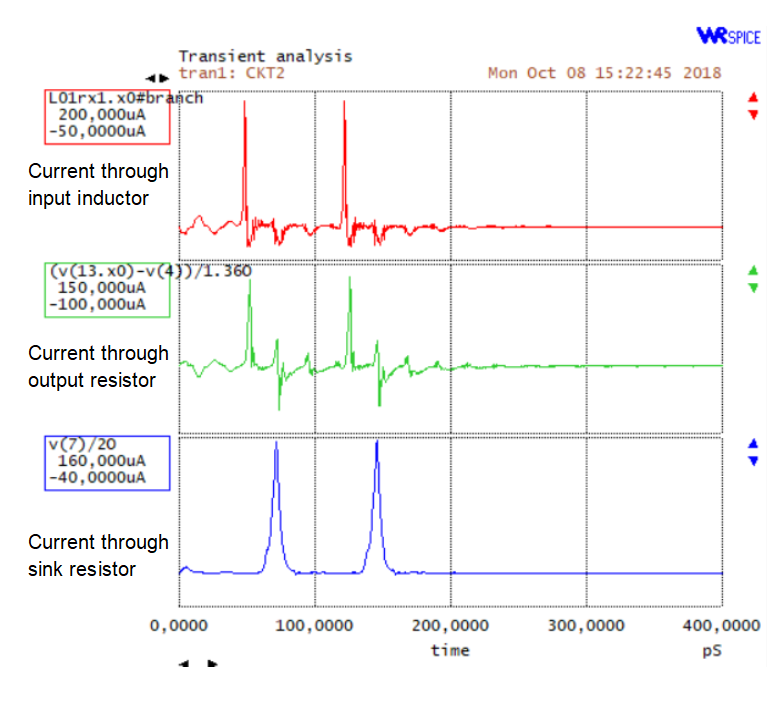 WRSPICE
Transient analysis
tran1: CKT2 Mon Oct 08 15:22:45 2018
L01rx1.x0#branch
200,000uA
-50,0000uA
Current through
input inductor
(v(13.x0)-v(4))/1.360
150,000uA
-100,000uA
Current through
output resistor
v(7)/20
160,000uA
-40,0000uA
Current through
sink resistor
0,0000 100,0000 200,0000 300,0000 400,0000
time pS